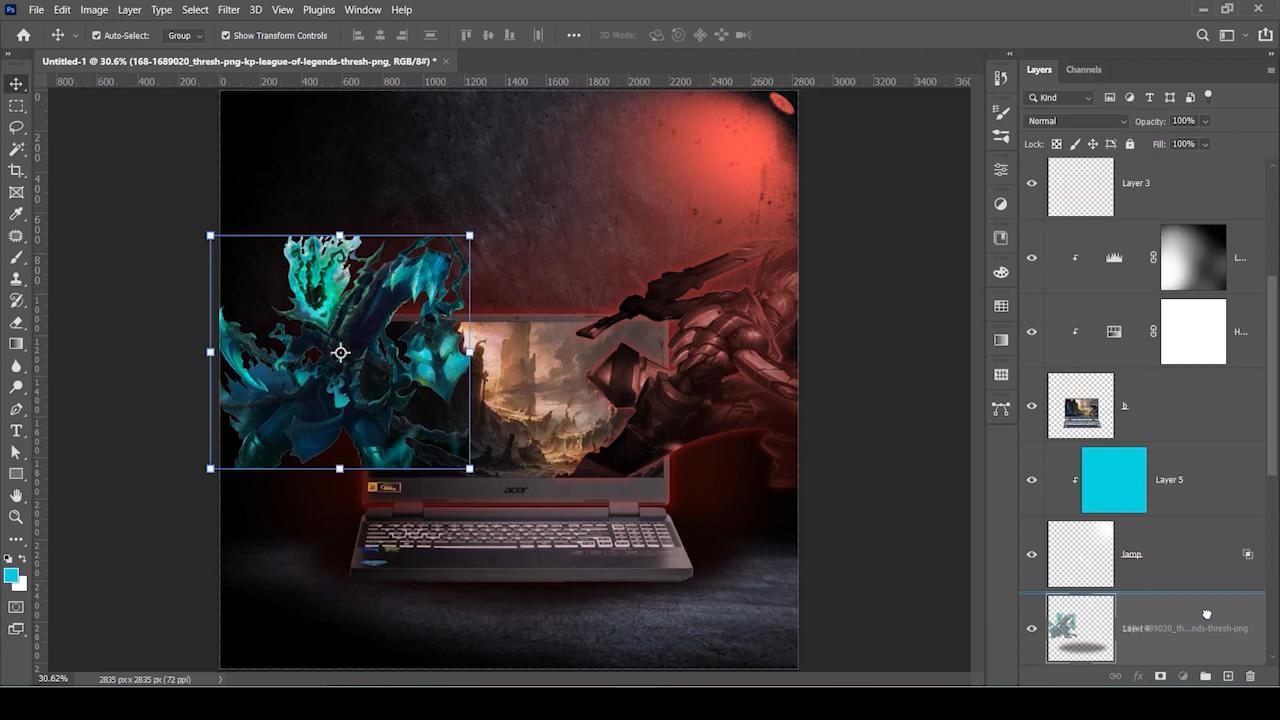 Ps File Edit Image Layer Type Select Filter 3D View Plugins Window Help
Auto-Select: Group Show Transform Controls 3D Mode:
Untitled-1 @ 30.6% (168-1689020_thresh-png-kp-league-of-legends-thresh-png, RGB/8#) *
800 600 400 200 0 200 400 600 800 1000 1200 1400 1600 1800 2000 2200 2400 2600 2800 3000 3200 3400 360
Layers Channels
Kind
Normal Opacity: 100%
Lock: Fill: 100%
Layer 3
L...
H...
b
Layer 5
lamp
acer
30.62% 2835 px x 2835 px (72 ppi)